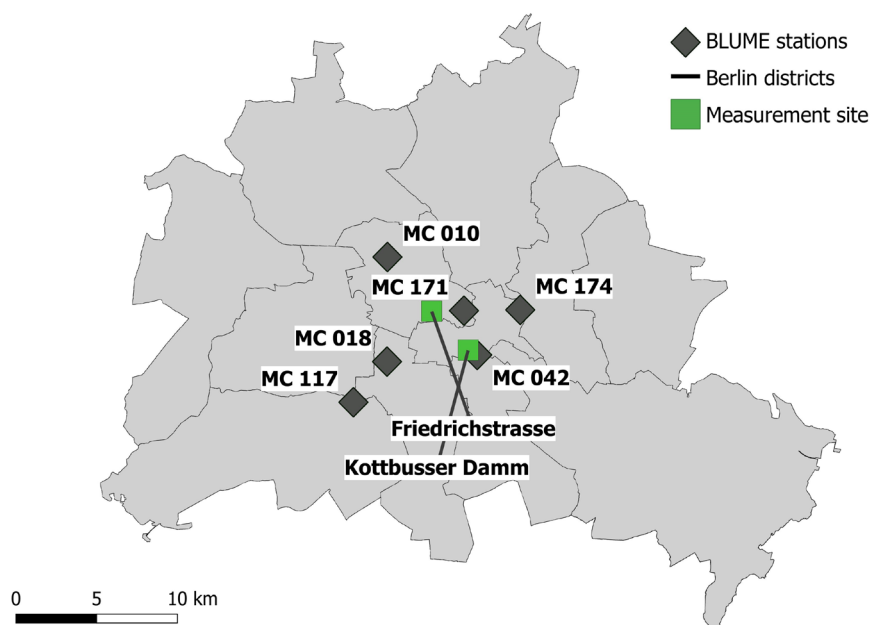 BLUME stations
Berlin districts
Measurement site
MC 010
MC 171
MC 174
MC 018
MC 117
MC 042
Friedrichstrasse
Kottbusser Damm
0 5 10 km